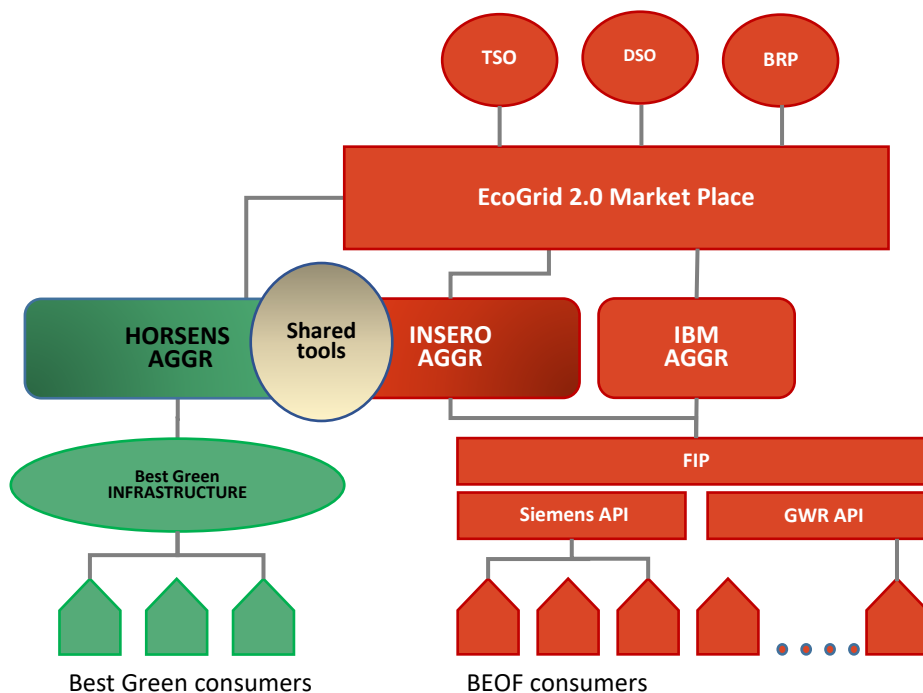 TSO
DSO
BRP
EcoGrid 2.0 Market Place
HORSENS
AGGR
Shared
tools
INSERO
AGGR
IBM
AGGR
Best Green
INFRASTRUCTURE
FIP
Siemens API
GWR API
Best Green consumers
BEOF consumers